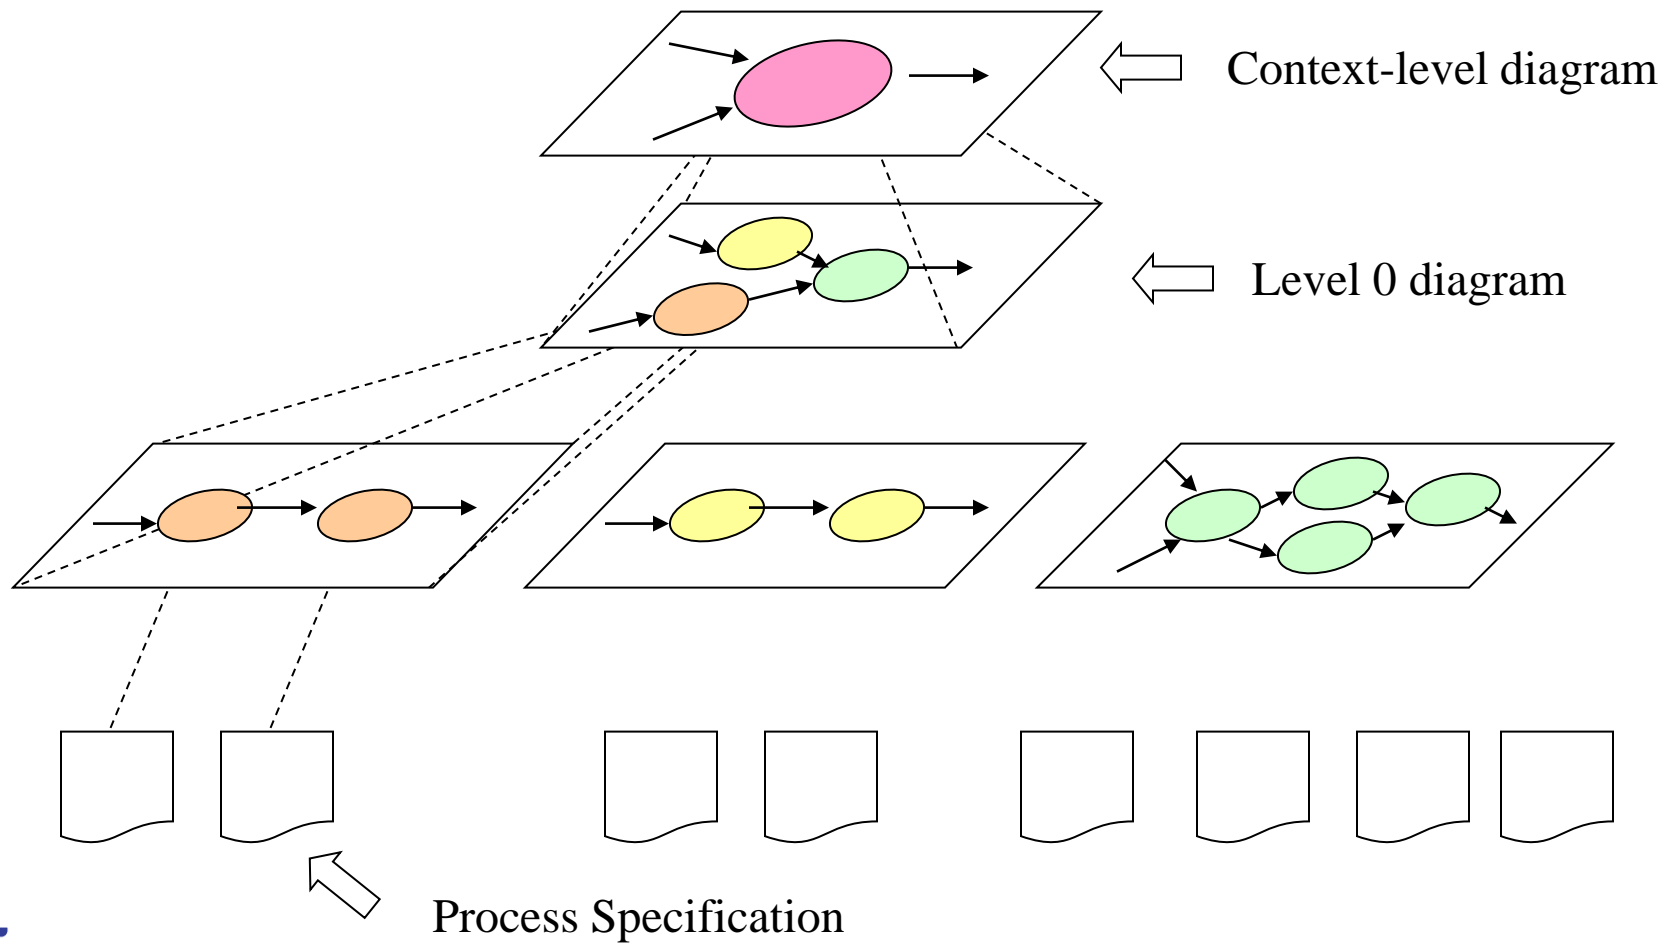 Context-level diagram
Level 0 diagram
Process Specification